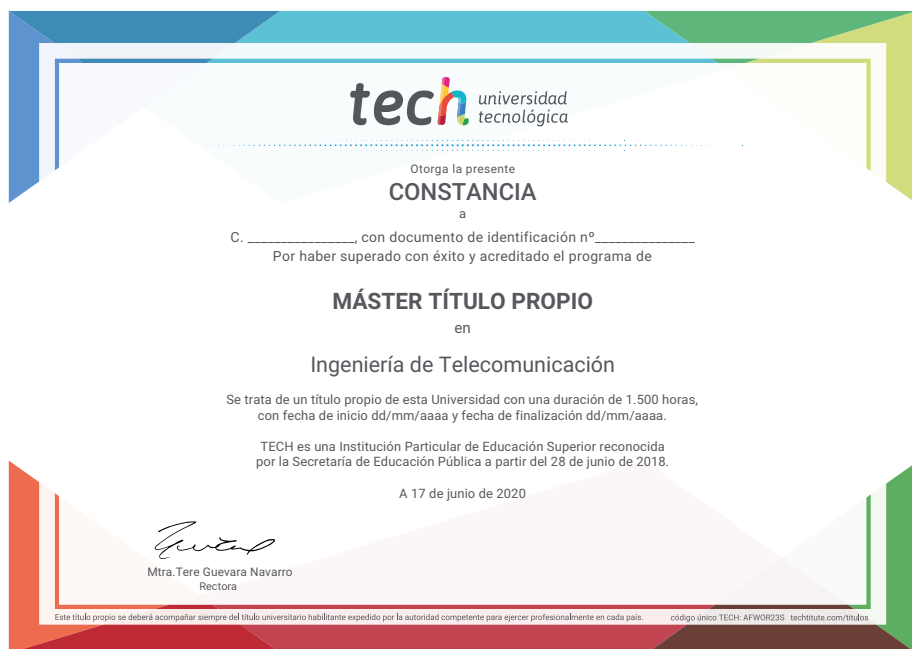 tech universidad
tecnológica
Otorga la presente
CONSTANCIA
a
C. ________________, con documento de identificación nº_______________
Por haber superado con éxito y acreditado el programa de
MÁSTER TÍTULO PROPIO
en
Ingeniería de Telecomunicación
Se trata de un título propio de esta Universidad con una duración de 1.500 horas,
con fecha de inicio dd/mm/aaaa y fecha de finalización dd/mm/aaaa.
TECH es una Institución Particular de Educación Superior reconocida
por la Secretaría de Educación Pública a partir del 28 de junio de 2018.
A 17 de junio de 2020
Mtra.Tere Guevara Navarro
Rectora
Este título propio se deberá acompañar siempre del título universitario habilitante expedido por la autoridad competente para ejercer profesionalmente en cada país. código único TECH: AFWOR23S techtitute.com/titulos